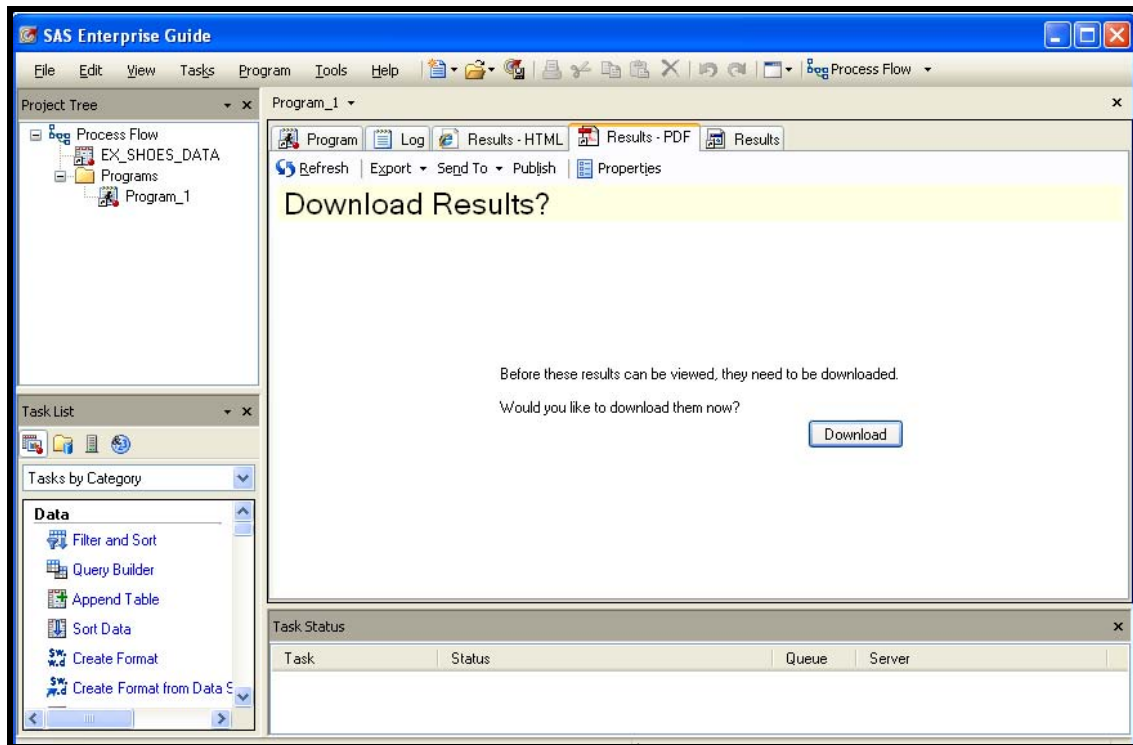 SAS Enterprise Guide
File Edit View Tasks Program Tools Help Process Flow
Project Tree
Process Flow
EX_SHOES_DATA
Programs
Program_1
Program_1
Program Log Results - HTML Results - PDF Results
Refresh Export Send To Publish Properties
Download Results?
Before these results can be viewed, they need to be downloaded.
Would you like to download them now?
Download
Task List
Tasks by Category
Data
Filter and Sort
Query Builder
Append Table
Sort Data
Create Format
Create Format from Data S
Task Status
Task Status Queue Server